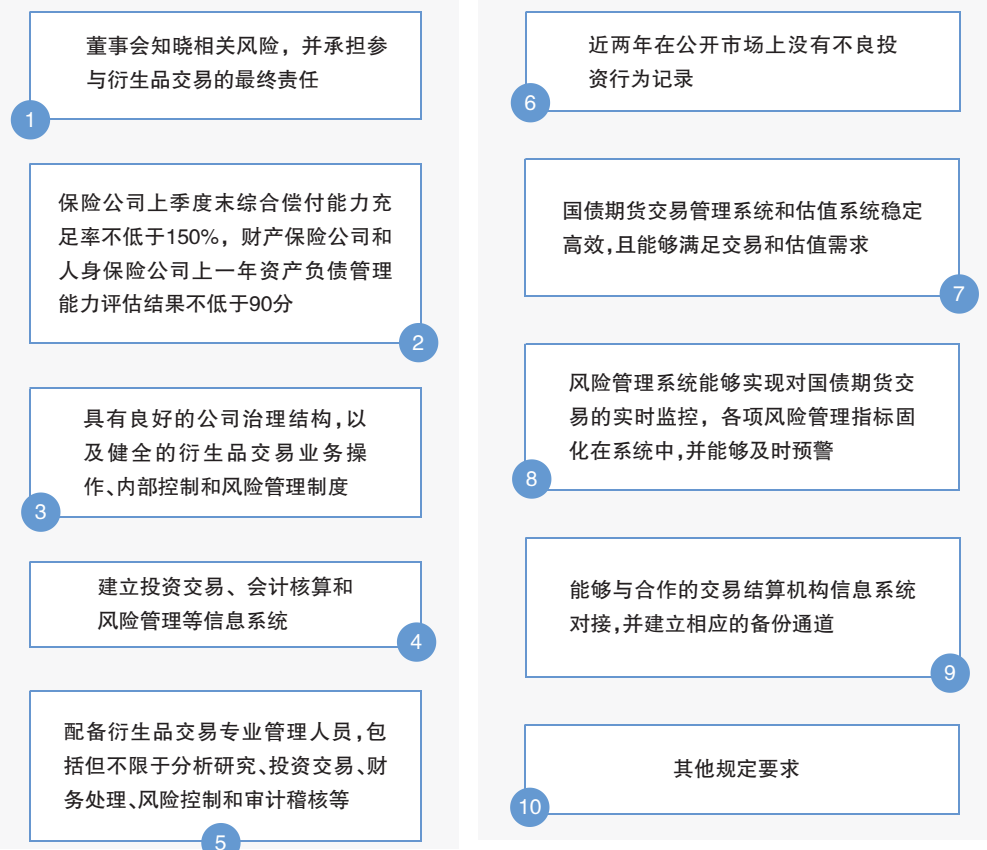 董事会知晓相关风险，并承担参
与衍生品交易的最终责任
1
保险公司上季度末综合偿付能力充
足率不低于150%，财产保险公司和
人身保险公司上一年资产负债管理
能力评估结果不低于90分
2
具有良好的公司治理结构,以
及健全的衍生品交易业务操
作、内部控制和风险管理制度
3
建立投资交易、会计核算和
风险管理等信息系统
4
配备衍生品交易专业管理人员,包
括但不限于分析研究、投资交易、财
务处理、风险控制和审计稽核等
5
近两年在公开市场上没有不良投
资行为记录
6
国债期货交易管理系统和估值系统稳定
高效,且能够满足交易和估值需求
7
风险管理系统能够实现对国债期货交
易的实时监控，各项风险管理指标固
化在系统中,并能够及时预警
8
能够与合作的交易结算机构信息系统
对接,并建立相应的备份通道
9
其他规定要求
10